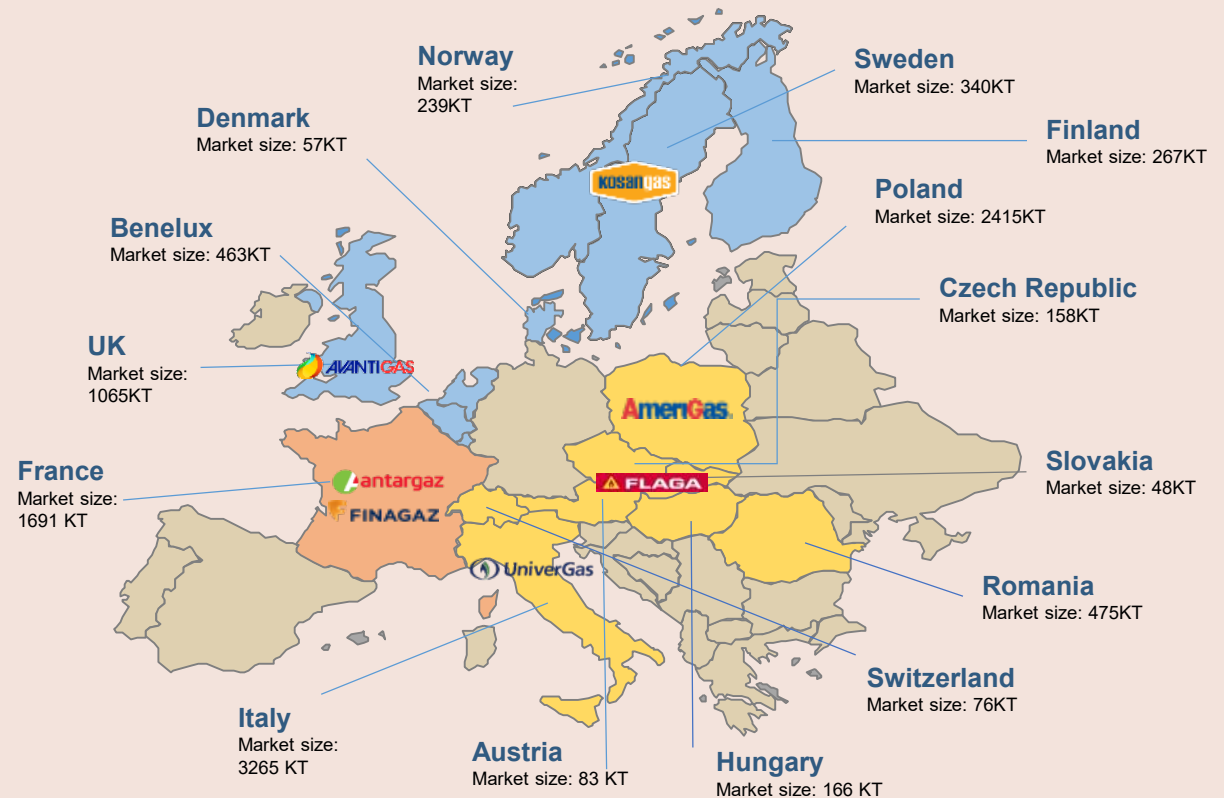 Norway
Market size:
239KT
Sweden
Market size: 340KT
Denmark
Market size: 57KT
Finland
Market size: 267KT
kosangas
Poland
Market size: 2415KT
Benelux
Market size: 463KT
Czech Republic
Market size: 158KT
UK
Market size:
1065KT
AVANTIGAS
AmeriGas
France
Market size:
1691 KT
antargaz
FINAGAZ
FLAGA
Slovakia
Market size: 48KT
UniverGas
Romania
Market size: 475KT
Switzerland
Market size: 76KT
Italy
Market size:
3265 KT
Austria
Market size: 83 KT
Hungary
Market size: 166 KT